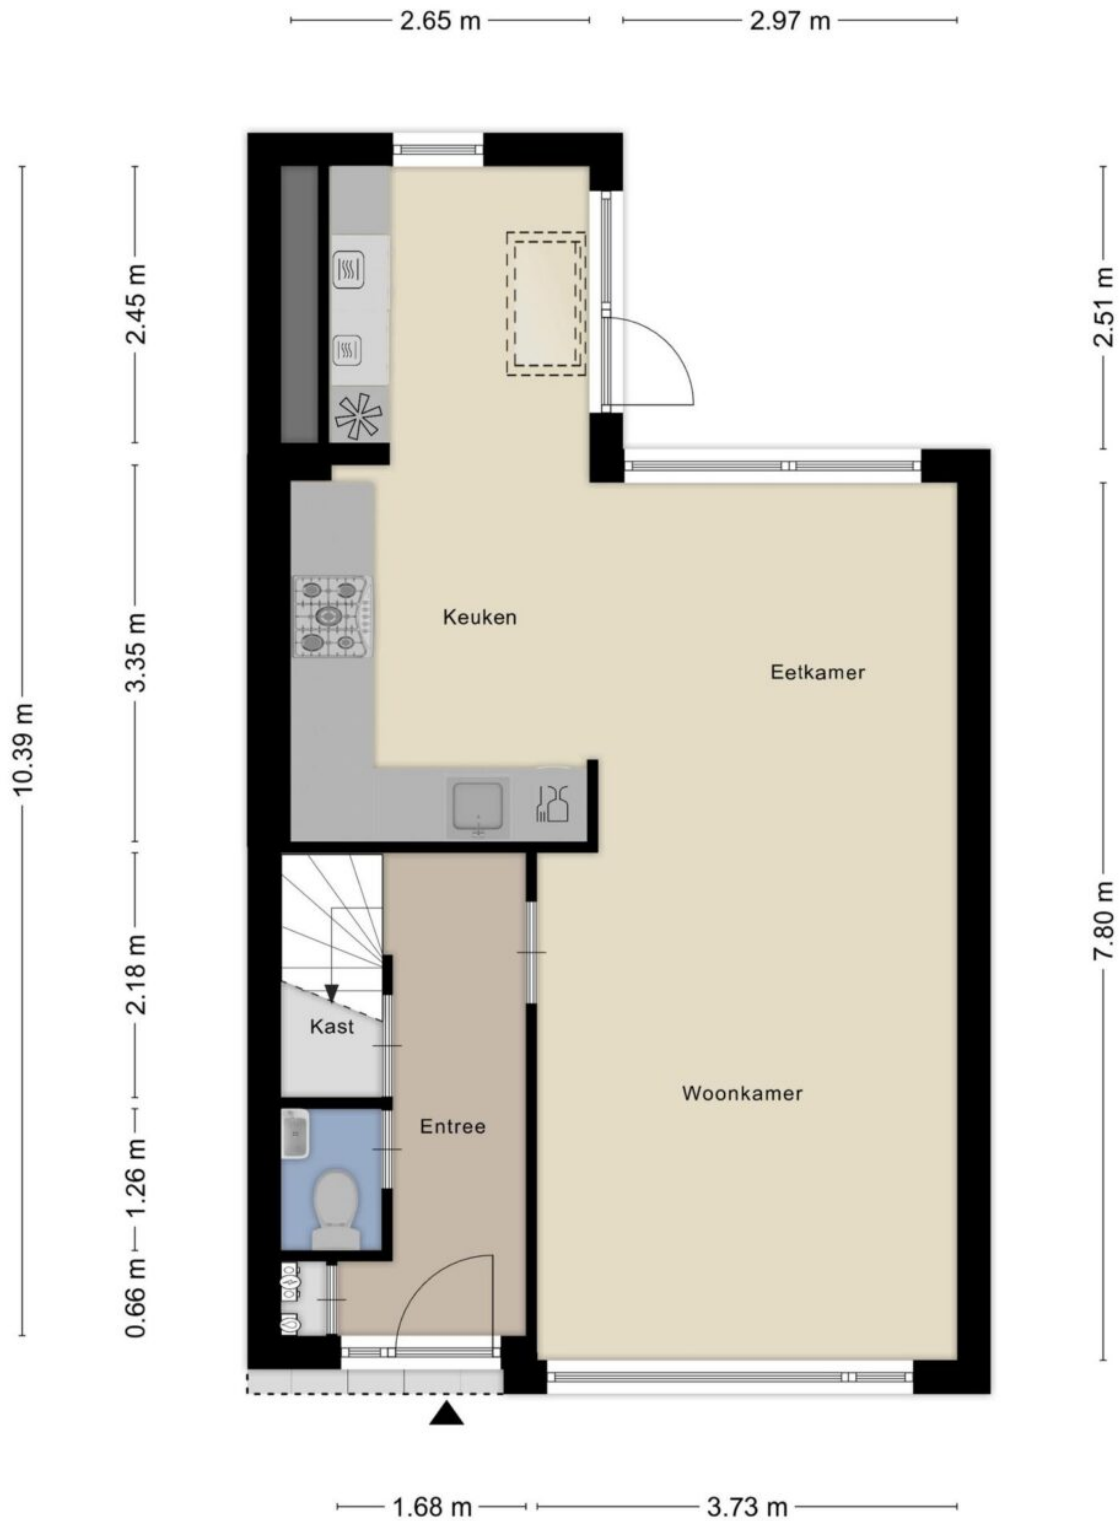 2.65 m
2.97 m
2.45 m
2.51 m
Keuken
3.35 m
Eetkamer
10.39 m
7.80 m
2.18 m
Kast
Woonkamer
Entree
1.26 m
0.66 m
1.68 m
3.73 m